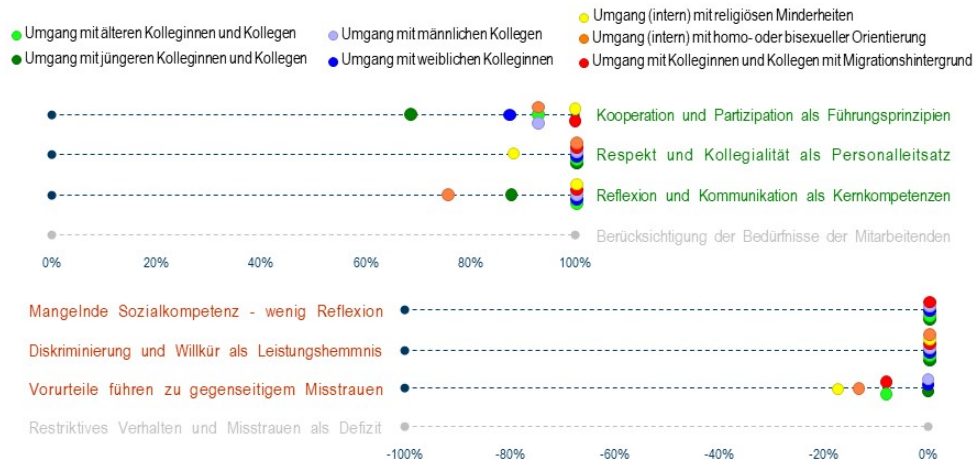 Umgang mit älteren Kolleginnen und Kollegen
Umgang mit männlichen Kollegen
Umgang (intern) mit religiösen Minderheiten
Umgang mit jüngeren Kolleginnen und Kollegen
Umgang mit weiblichen Kolleginnen
Umgang (intern) mit homo- oder bisexueller Orientierung
Umgang mit Kolleginnen und Kollegen mit Migrationshintergrund
Kooperation und Partizipation als Führungsprinzipien
Respekt und Kollegialität als Personalleitsatz
Reflexion und Kommunikation als Kernkompetenzen
Berücksichtigung der Bedürfnisse der Mitarbeitenden
0% 20% 40% 60% 80% 100%
Mangelnde Sozialkompetenz - wenig Reflexion
Diskriminierung und Willkür als Leistungshemmnis
Vorurteile führen zu gegenseitigem Misstrauen
Restriktives Verhalten und Misstrauen als Defizit
-100% -80% -60% -40% -20% 0%